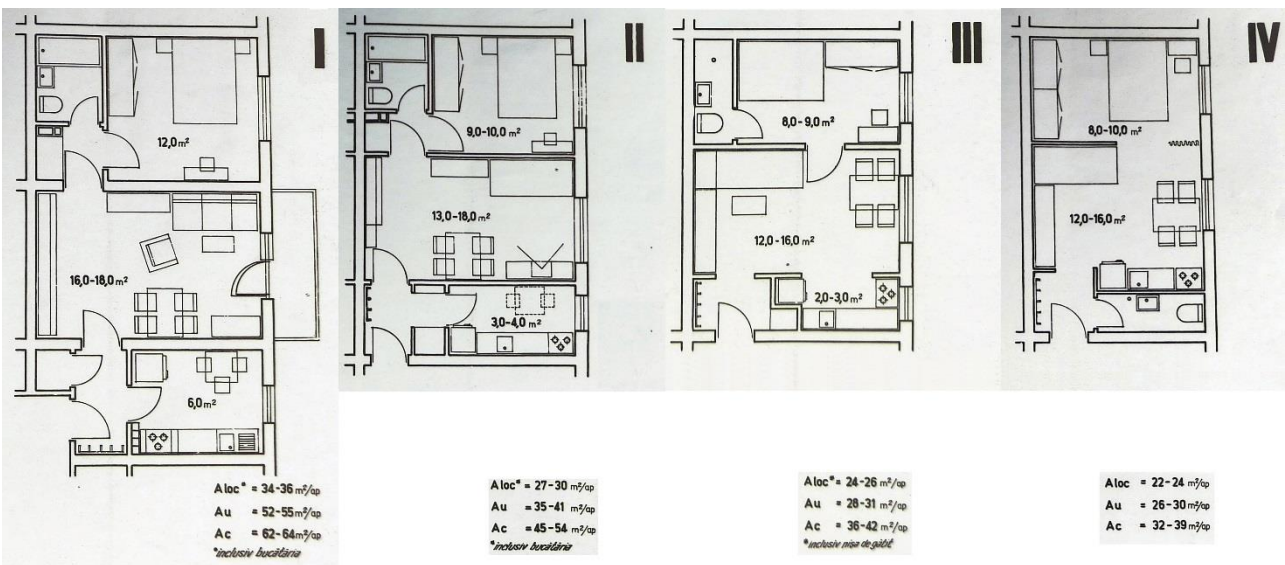 I
12,0 m²
16,0-18,0 m²
6,0 m²
A loc* = 34-36 m²/ap
Au = 52-55 m²/ap
Ac = 62-64 m²/ap
*inclusiv bucătăria
II
9,0-10,0 m²
13,0-18,0 m²
3,0-4,0 m²
A loc* = 27-30 m²/ap
Au = 35-41 m²/ap
Ac = 45-54 m²/ap
*inclusiv bucătăria
III
8,0-9,0 m²
12,0-16,0 m²
2,0-3,0 m²
A loc* = 24-26 m²/ap
Au = 28-31 m²/ap
Ac = 36-42 m²/ap
* inclusiv nișa de gătit
IV
8,0-10,0 m²
12,0-16,0 m²
A loc = 22-24 m²/ap
Au = 26-30 m²/ap
Ac = 32-39 m²/ap